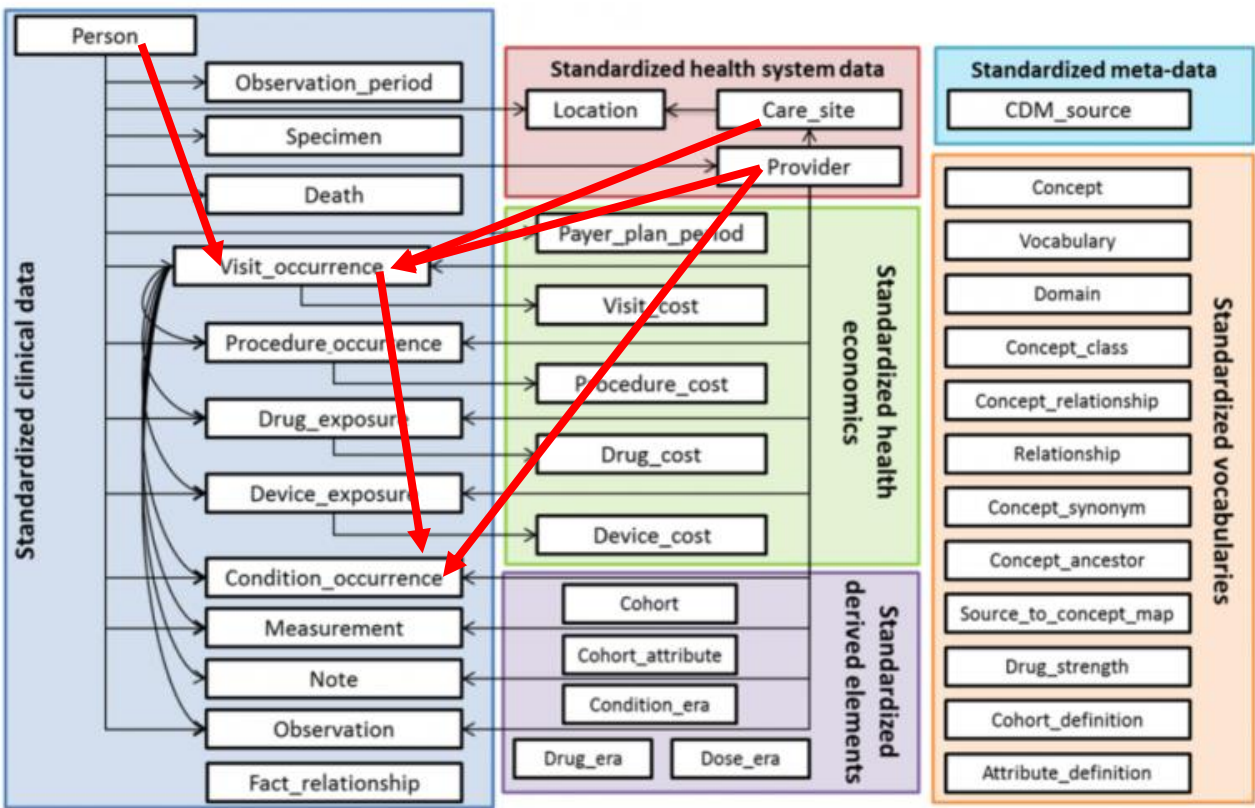 Person
Observation_period
Specimen
Death
Visit_occurrence
Procedure_occurrence
Drug_exposure
Device_exposure
Condition_occurrence
Measurement
Note
Observation
Fact_relationship
Standardized clinical data
Standardized health system data
Location
Care_site
Provider
Payer_plan_period
Visit_cost
Procedure_cost
Drug_cost
Device_cost
Standardized health
economics
Cohort
Cohort_attribute
Condition_era
Drug_era
Dose_era
Standardized
derived elements
Standardized meta-data
CDM_source
Concept
Vocabulary
Domain
Concept_class
Concept_relationship
Relationship
Concept_synonym
Concept_ancestor
Source_to_concept_map
Drug_strength
Cohort_definition
Attribute_definition
Standardized vocabularies